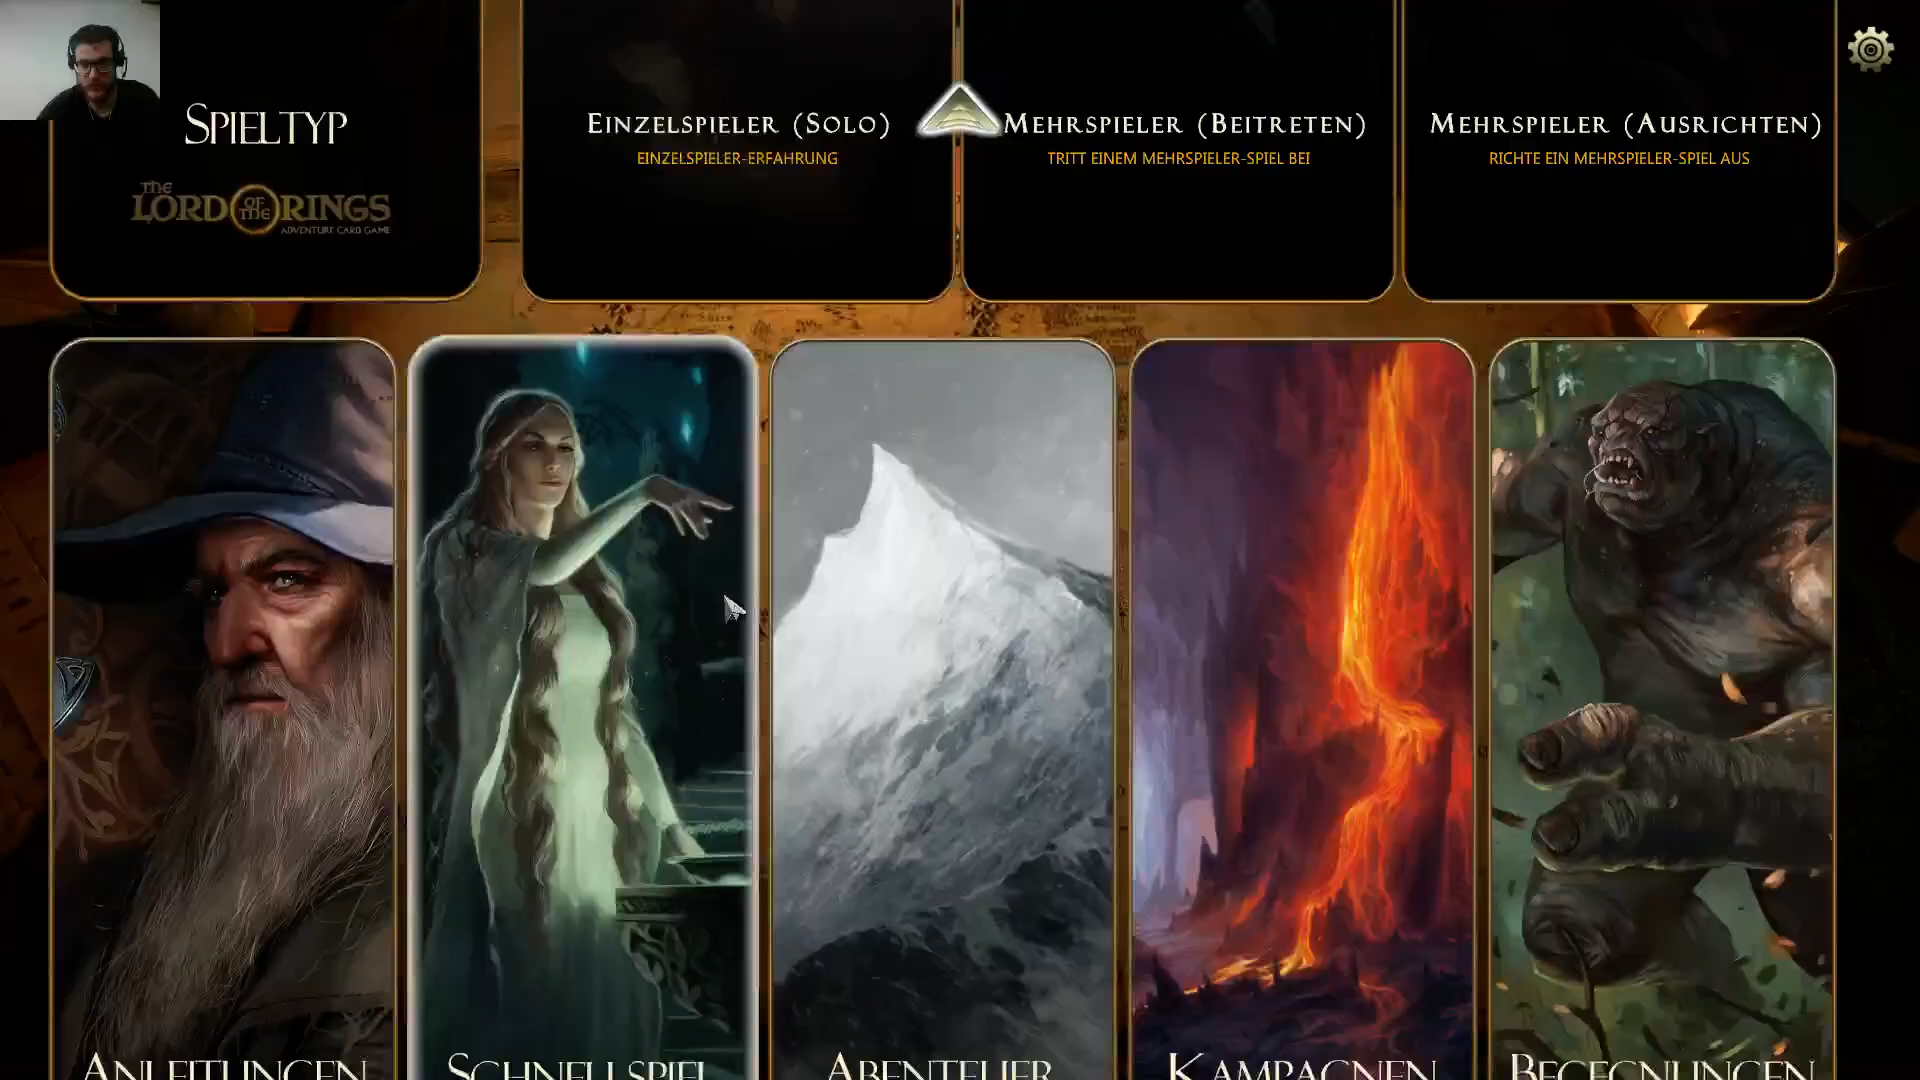 SPIELTYP
THE
LORD OF THE RINGS
ADVENTURE CARD GAME
EINZELSPIELER (SOLO)
EINZELSPIELER-ERFAHRUNG
MEHRSPIELER (BEITRETEN)
TRITT EINEM MEHRSPIELER-SPIEL BEI
MEHRSPIELER (AUSRICHTEN)
RICHTE EIN MEHRSPIELER-SPIEL AUS
ANLEITUNGEN
SCHNELLSPIEL
ABENTEUER
KAMPAGNEN
BEGEGNUNGEN